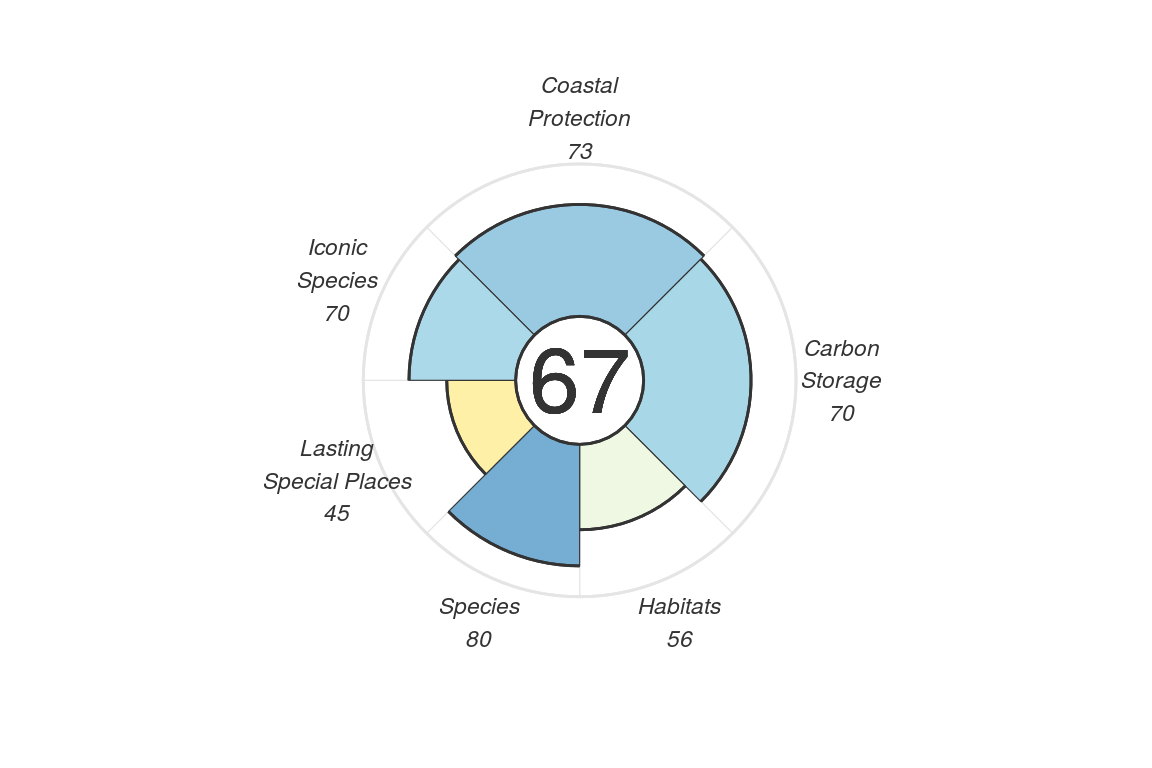 Coastal
Protection
73
Iconic
Species
70
Carbon
Storage
70
67
Lasting
Special Places
45
Species
80
Habitats
56